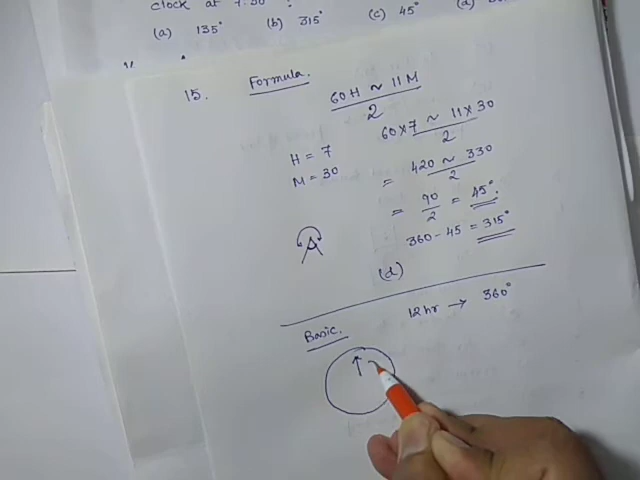 clock at 7:30 ?
(a) 135° (b) 315° (c) 45° (d)
15. Formula.
60H ~ 11M
2
H = 7
M = 30
60×7 ~ 11×30
2
= 420 ~ 330
2
= 90/2 = 45°.
360 - 45 = 315°
(d)
Basic.
12hr → 360°